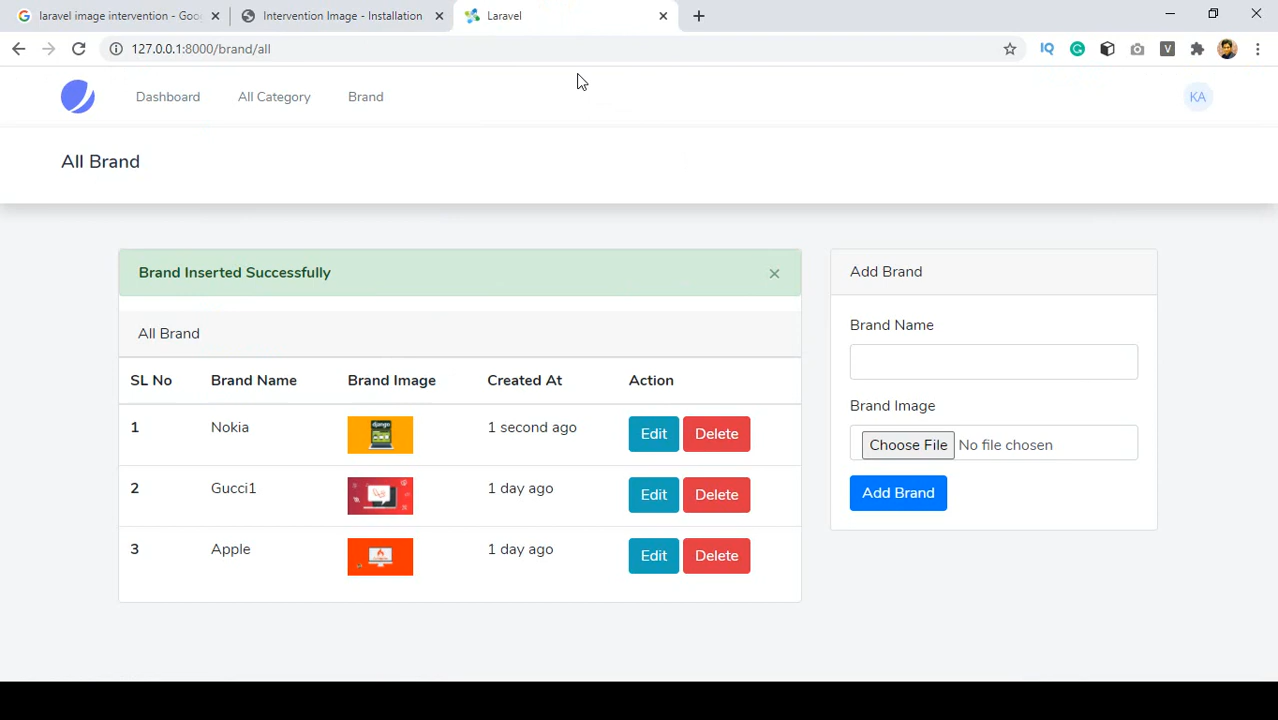 laravel image intervention - Goo
Intervention Image - Installation
Laravel
127.0.0.1:8000/brand/all
IQ
V
Dashboard
All Category
Brand
KA
All Brand
Brand Inserted Successfully
All Brand
SL No Brand Name Brand Image Created At Action
1 Nokia django 1 second ago Edit Delete
2 Gucci1 1 day ago Edit Delete
3 Apple 1 day ago Edit Delete
Add Brand
Brand Name
Brand Image
Choose File No file chosen
Add Brand